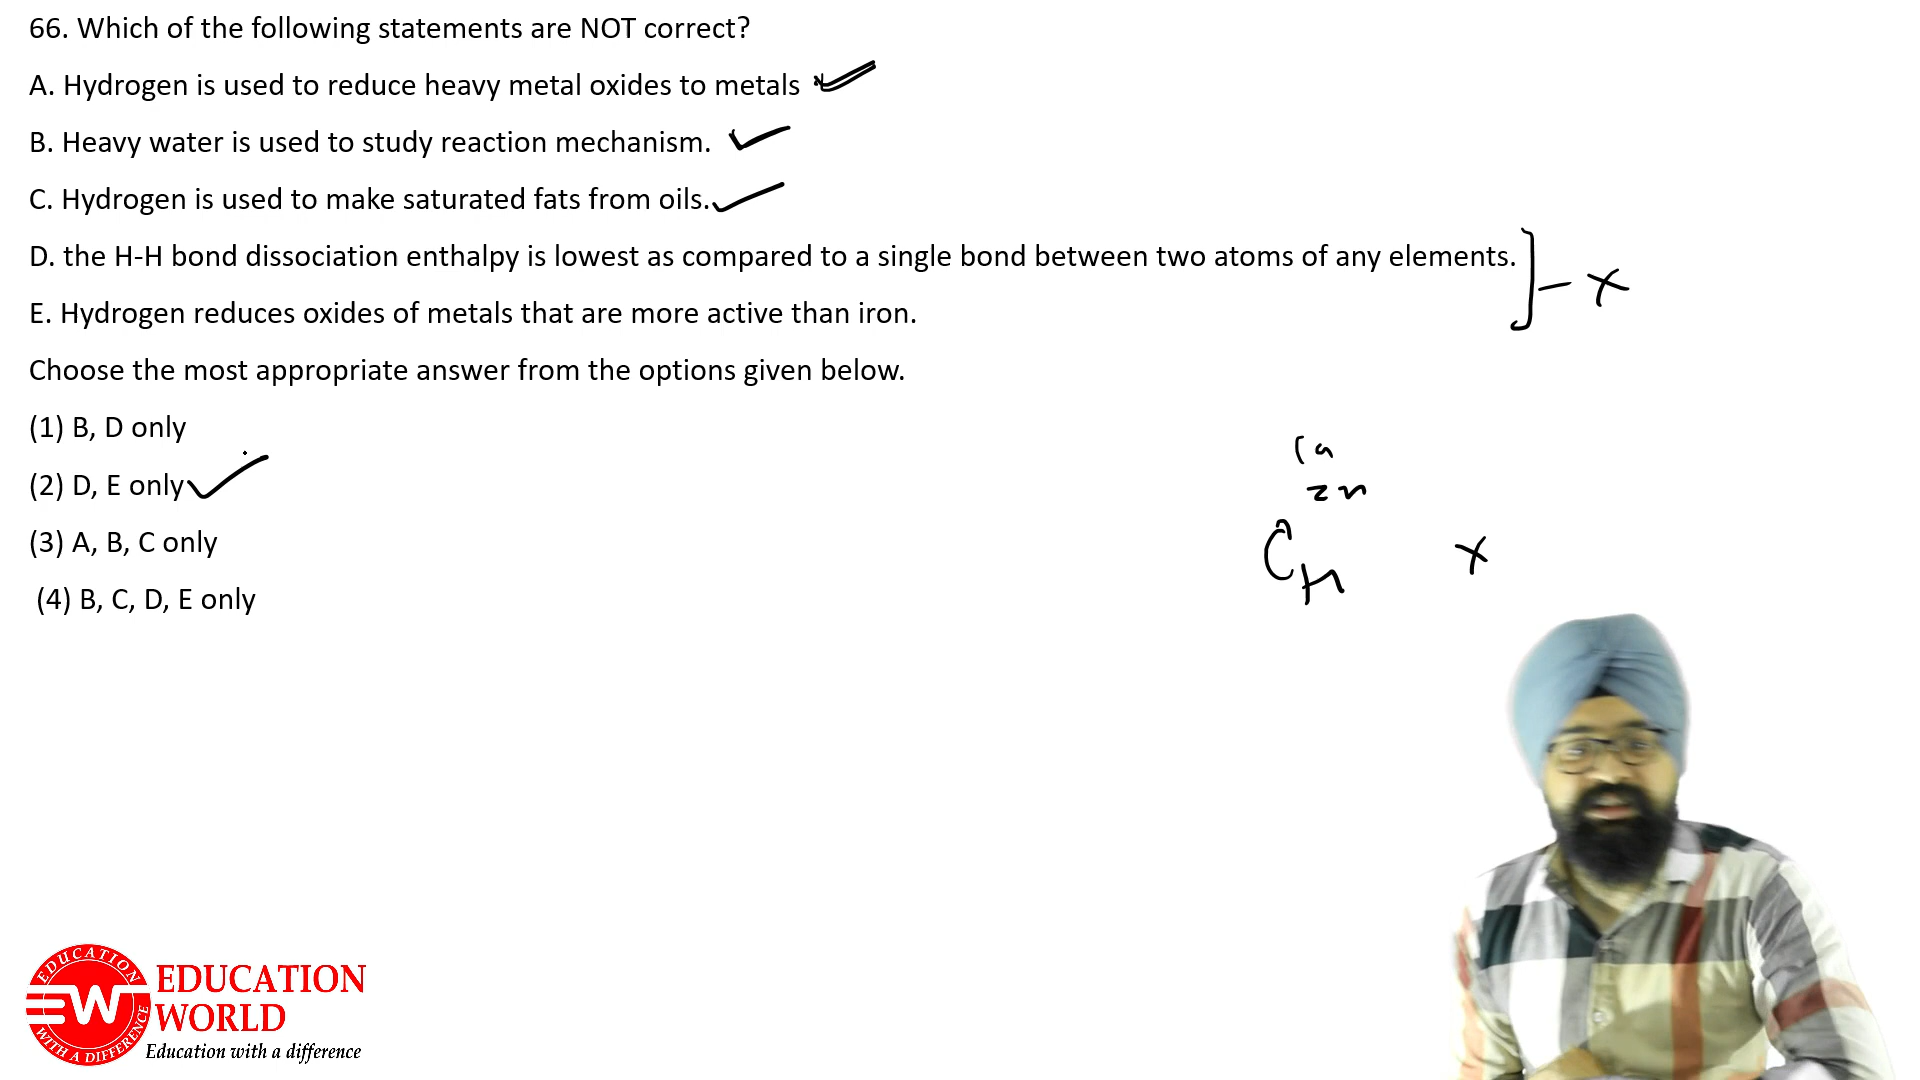 66. Which of the following statements are NOT correct?
A. Hydrogen is used to reduce heavy metal oxides to metals
B. Heavy water is used to study reaction mechanism.
C. Hydrogen is used to make saturated fats from oils.
D. the H-H bond dissociation enthalpy is lowest as compared to a single bond between two atoms of any elements.
E. Hydrogen reduces oxides of metals that are more active than iron.
Choose the most appropriate answer from the options given below.
(1) B, D only
(2) D, E only
(3) A, B, C only
(4) B, C, D, E only
EDUCATION
WITH A DIFFERENCE
EW
EDUCATION
WORLD
Education with a difference